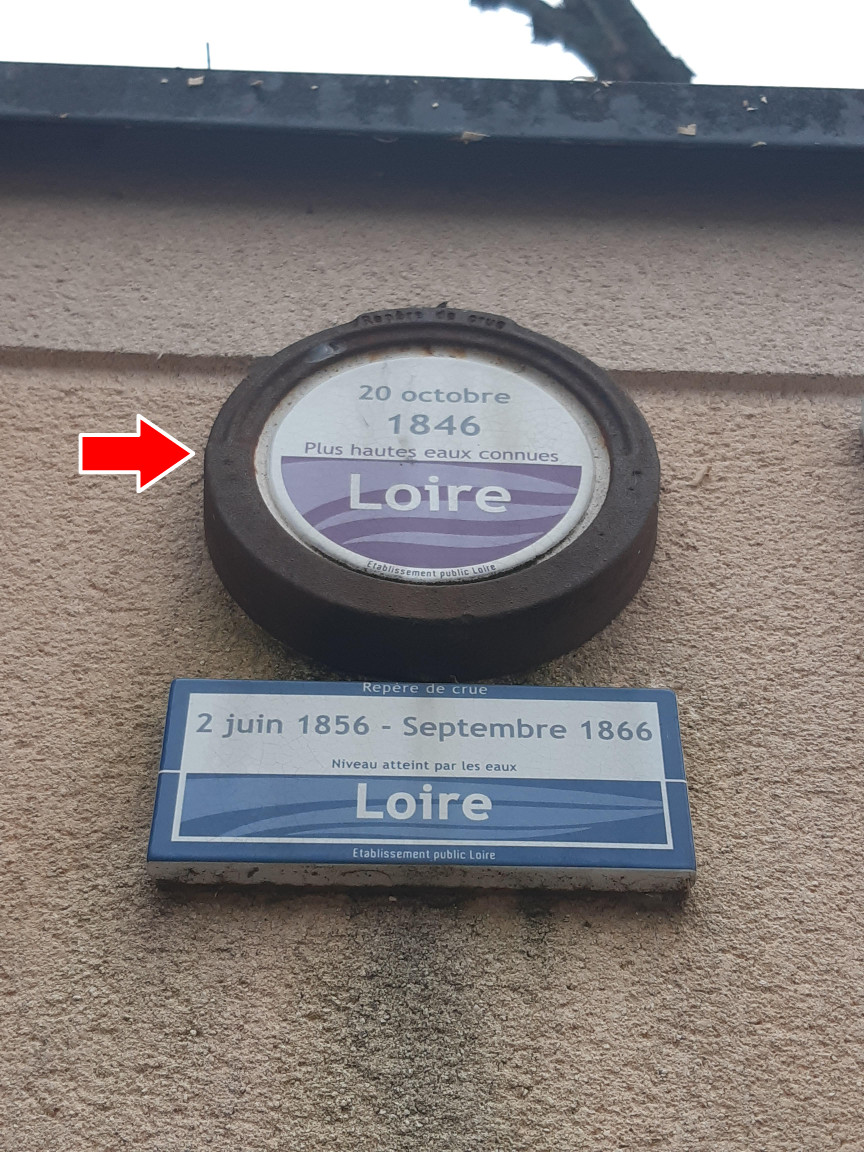 Repère de crue
20 octobre
1846
Plus hautes eaux connues
Loire
Etablissement public Loire
Repère de crue
2 juin 1856 - Septembre 1866
Niveau atteint par les eaux
Loire
Etablissement public Loire